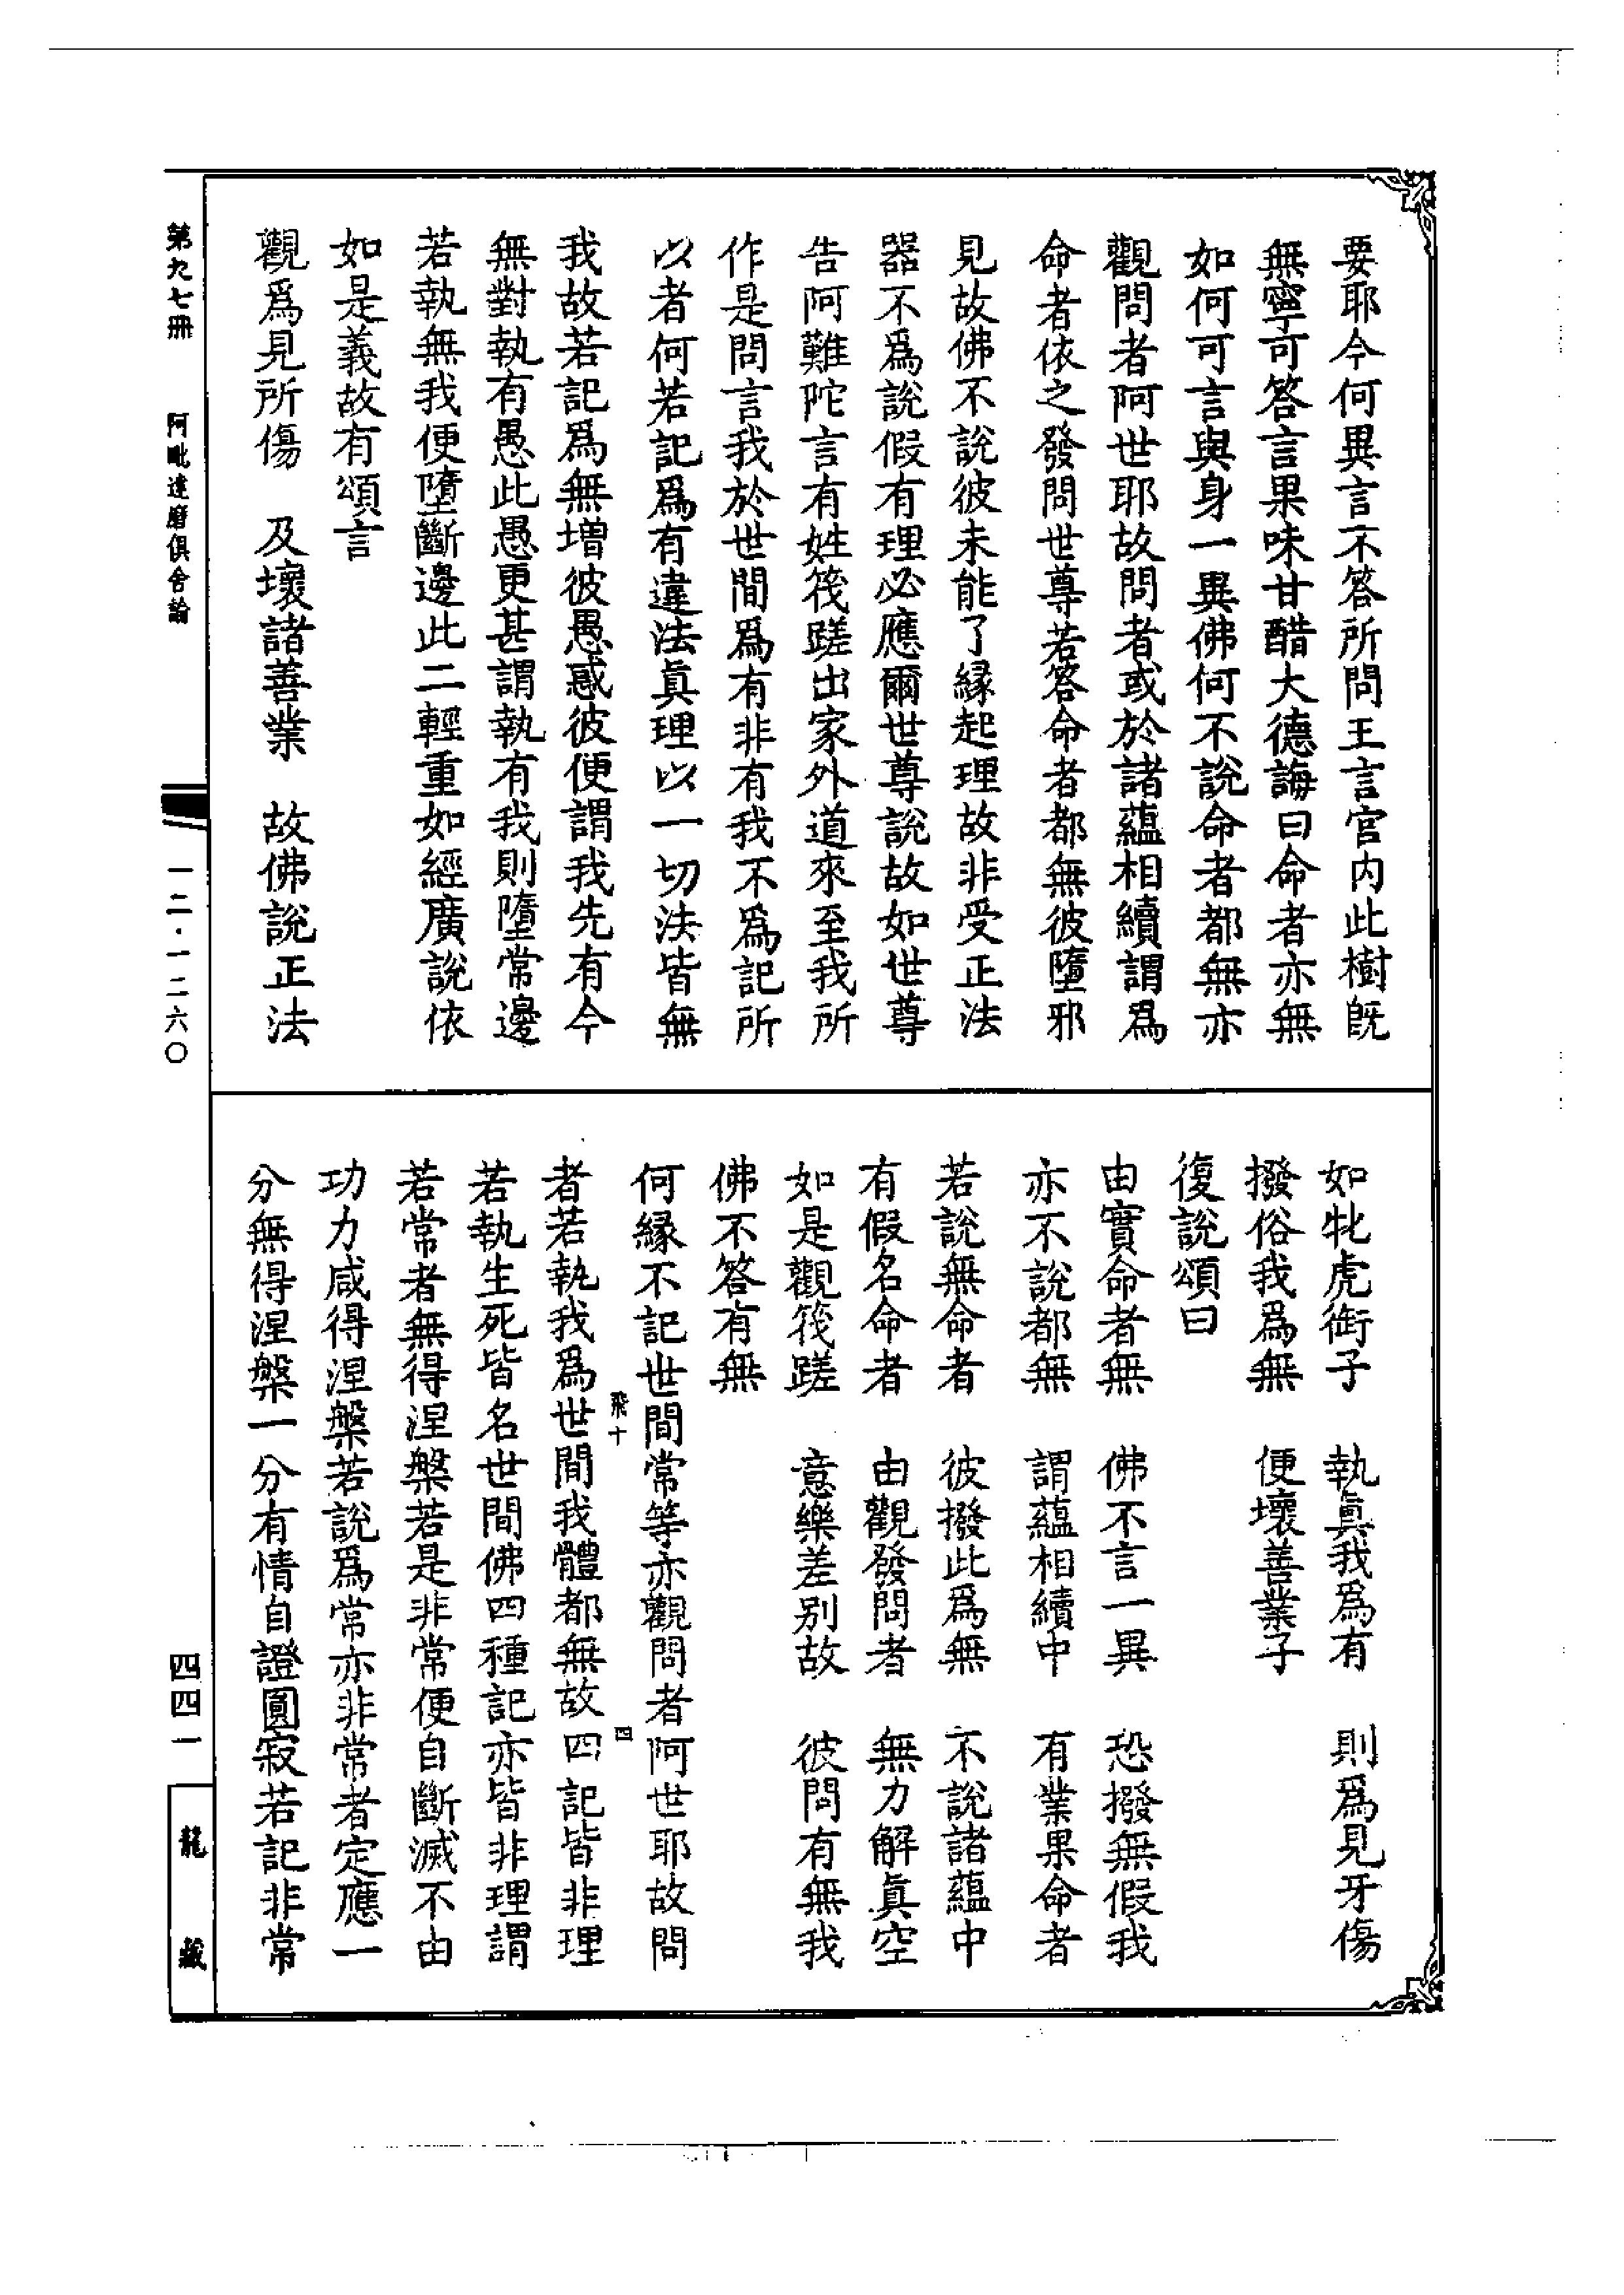 要耶今何異言不答所問王言宮内此樹既
無寧可答言果味甘醋大德誨曰命者亦無
如何可言與身一異佛何不說命者都無亦
觀問者阿世耶故問者或於諸蘊相續謂爲
命者依之發問世尊若答命者都無彼墮邪
見故佛不說彼未能了緣起理故非受正法
器不爲說假有理必應爾世尊說故如世尊
告阿難陀言有姓筏蹉出家外道來至我所
作是問言我於世間爲有非有我不爲記所
以者何若記爲有違法眞理以一切法皆無
我故若記爲無增彼愚惑彼便謂我先有今
無對執有愚此愚更甚謂執有我則墮常邊
若執無我便墮斷邊此二輕重如經廣說依
如是義故有頌言
觀爲見所傷　及壞諸善業　故佛說正法
如牝虎銜子　執眞我爲有　則爲見牙傷
撥俗我爲無　便壞善業子
復說頌曰
由實命者無　佛不言一異　恐撥無假我
亦不說都無　謂蘊相續中　有業果命者
若說無命者　彼撥此爲無　不說諸蘊中
有假名命者　由觀發問者　無力解眞空
如是觀筏蹉　意樂差别故　彼問有無我
佛不答有無
何緣不記世間常等亦觀問者阿世耶故問
飛十　四
者若執我爲世間我體都無故四記皆非理
若執生死皆名世間佛四種記亦皆非理謂
若常者無得涅槃若是非常便自斷滅不由
功力咸得涅槃若說爲常亦非常者定應一
分無得涅槃一分有情自證圓寂若記非常
第九七冊　阿毗達磨俱舍論　一二·一二六〇　四四一　龍藏